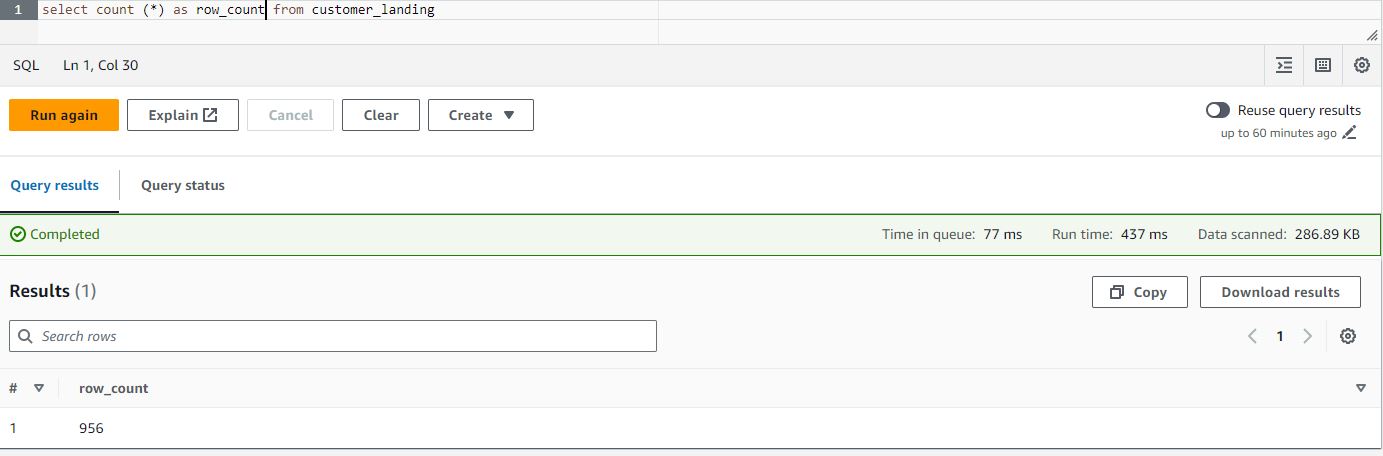 1 select count (*) as row_count from customer_landing
SQL Ln 1, Col 30
Run again Explain Cancel Clear Create Reuse query results
up to 60 minutes ago
Query results Query status
Completed Time in queue: 77 ms Run time: 437 ms Data scanned: 286.89 KB
Results (1) Copy Download results
Search rows 1
# row_count
1 956